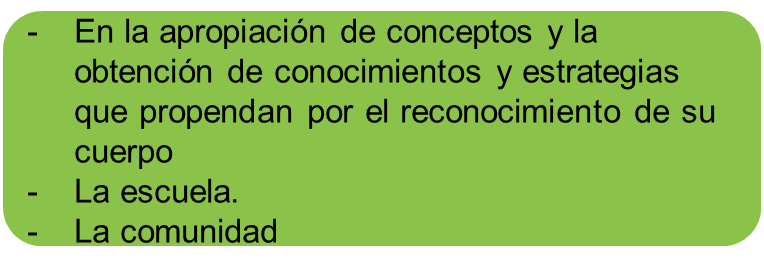 - En la apropiación de conceptos y la
obtención de conocimientos y estrategias
que propendan por el reconocimiento de su
cuerpo
- La escuela.
- La comunidad